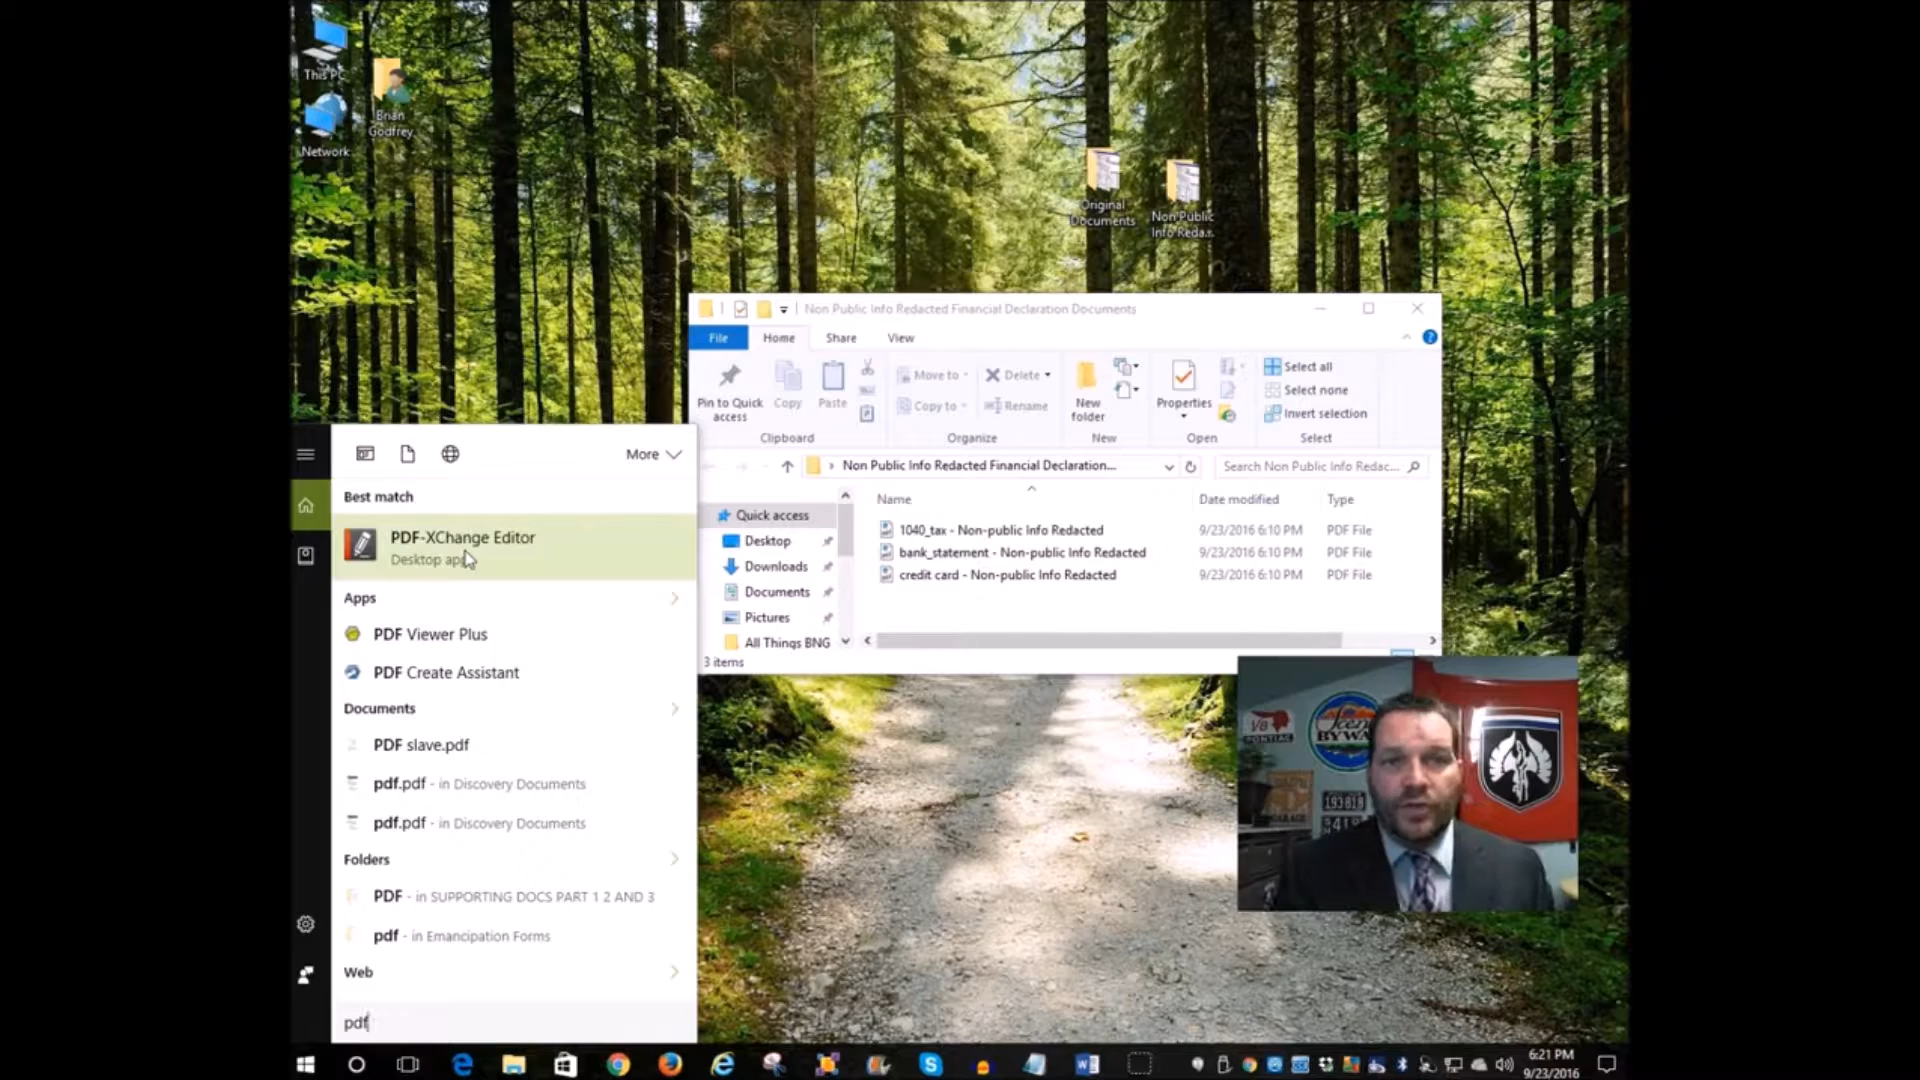 This PC
Brian
Godfrey
Network
Original
Documents
Non Public
Info Reda...
Non Public Info Redacted Financial Declaration Documents
File
Home
Share
View
Pin to Quick
access
Copy
Paste
Move to
Copy to
Delete
Rename
New
folder
Properties
Select all
Select none
Invert selection
Clipboard
Organize
New
Open
Select
Non Public Info Redacted Financial Declaration...
Search Non Public Info Redac...
Name
Date modified
Type
Quick access
Desktop
Downloads
Documents
Pictures
All Things BNG
1040_tax - Non-public Info Redacted 9/23/2016 6:10 PM PDF File
bank_statement - Non-public Info Redacted 9/23/2016 6:10 PM PDF File
credit card - Non-public Info Redacted 9/23/2016 6:10 PM PDF File
3 items
More
Best match
PDF-XChange Editor
Desktop app
Apps
PDF Viewer Plus
PDF Create Assistant
Documents
PDF slave.pdf
pdf.pdf - in Discovery Documents
pdf.pdf - in Discovery Documents
Folders
PDF - in SUPPORTING DOCS PART 1 2 AND 3
pdf - in Emancipation Forms
Web
pdf
V8
PONTIAC
Scenic
BYWA
193 818
6:21 PM
9/23/2016